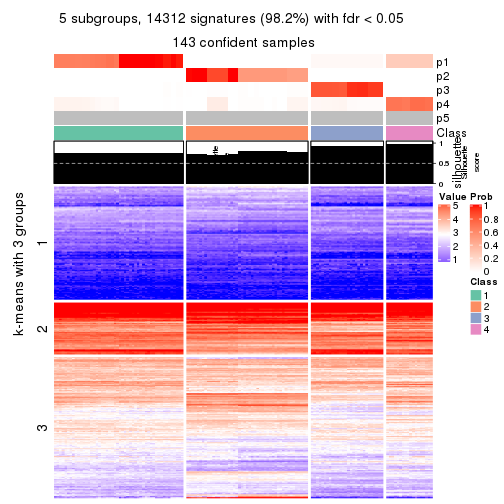 5 subgroups, 14312 signatures (98.2%) with fdr < 0.05
143 confident samples
p1
p2
p3
p4
p5
Class
silhouette
Silhouette
score
1
0.5
0
k-means with 3 groups
1
2
3
Value
5
4
3
2
1
Prob
1
0.8
0.6
0.4
0.2
0
Class
1
2
3
4